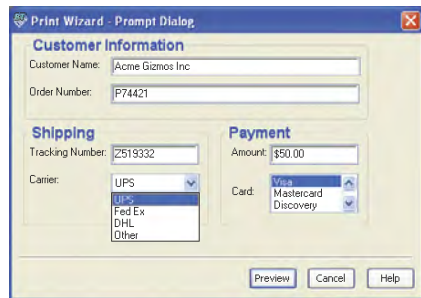 Print Wizard - Prompt Dialog
Customer Information
Customer Name: Acme Gizmos Inc
Order Number: P74421
Shipping
Tracking Number: Z519332
Carrier: UPS
UPS
Fed Ex
DHL
Other
Payment
Amount: $50.00
Card: Visa
Mastercard
Discovery
Preview Cancel Help